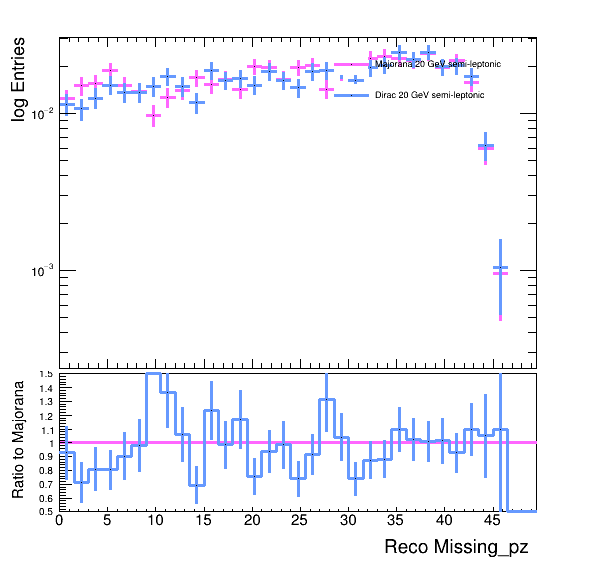 log Entries
Majorana 20 GeV semi-leptonic
Dirac 20 GeV semi-leptonic
10⁻²
10⁻³
Ratio to Majorana
1.5
1.4
1.3
1.2
1.1
1
0.9
0.8
0.7
0.6
0.5
0 5 10 15 20 25 30 35 40 45
Reco Missing_pz